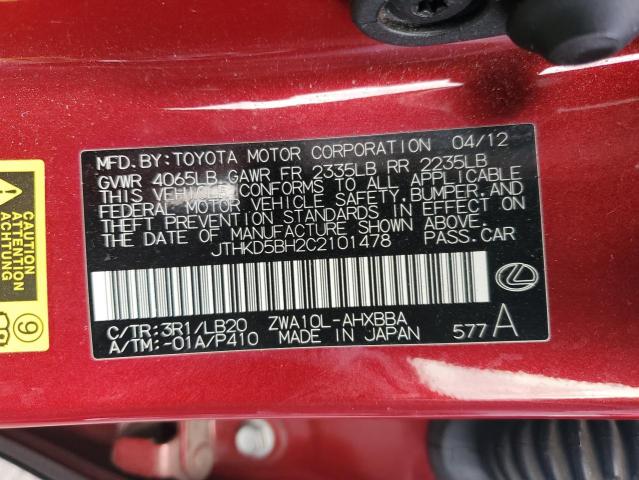 MFD.BY:TOYOTA MOTOR CORPORATION 04/12
GVWR 4065LB GAWR FR 2335LB RR 2235LB
THIS VEHICLE CONFORMS TO ALL APPLICABLE
FEDERAL MOTOR VEHICLE SAFETY,BUMPER,AND
THEFT PREVENTION STANDARDS IN EFFECT ON
THE DATE OF MANUFACTURE SHOWN ABOVE.
JTHKD5BH2C2101478 PASS.CAR
C/TR:3R1/LB20 ZWA10L-AHXBBA
A/TM:-01A/P410 MADE IN JAPAN 577A
CAUTION
ATTENTION
ACHTUNG
9